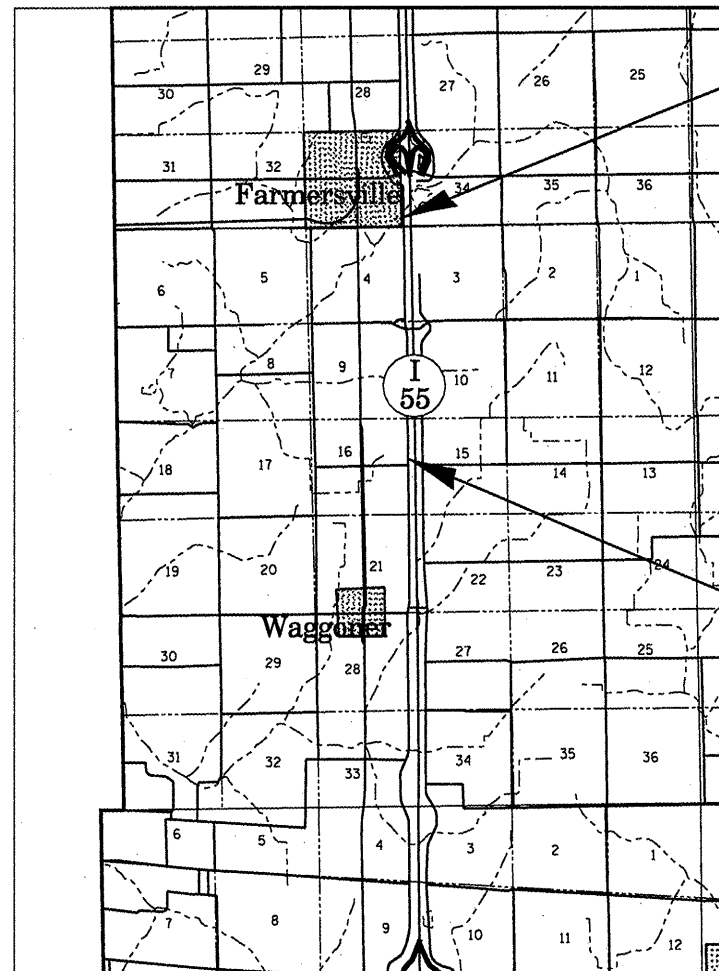 29 26 25
30 28 27
31 32 34 35 36
Farmersville
6 5 4 3 2 1
7 8 9 10 11 12
I
55
18 17 16 15 14 13
19 20 21 22 23 24
Waggoner
30 29 28 27 26 25
31 32 33 34 35 36
6 5 4 3 2 1
7 8 9 10 11 12